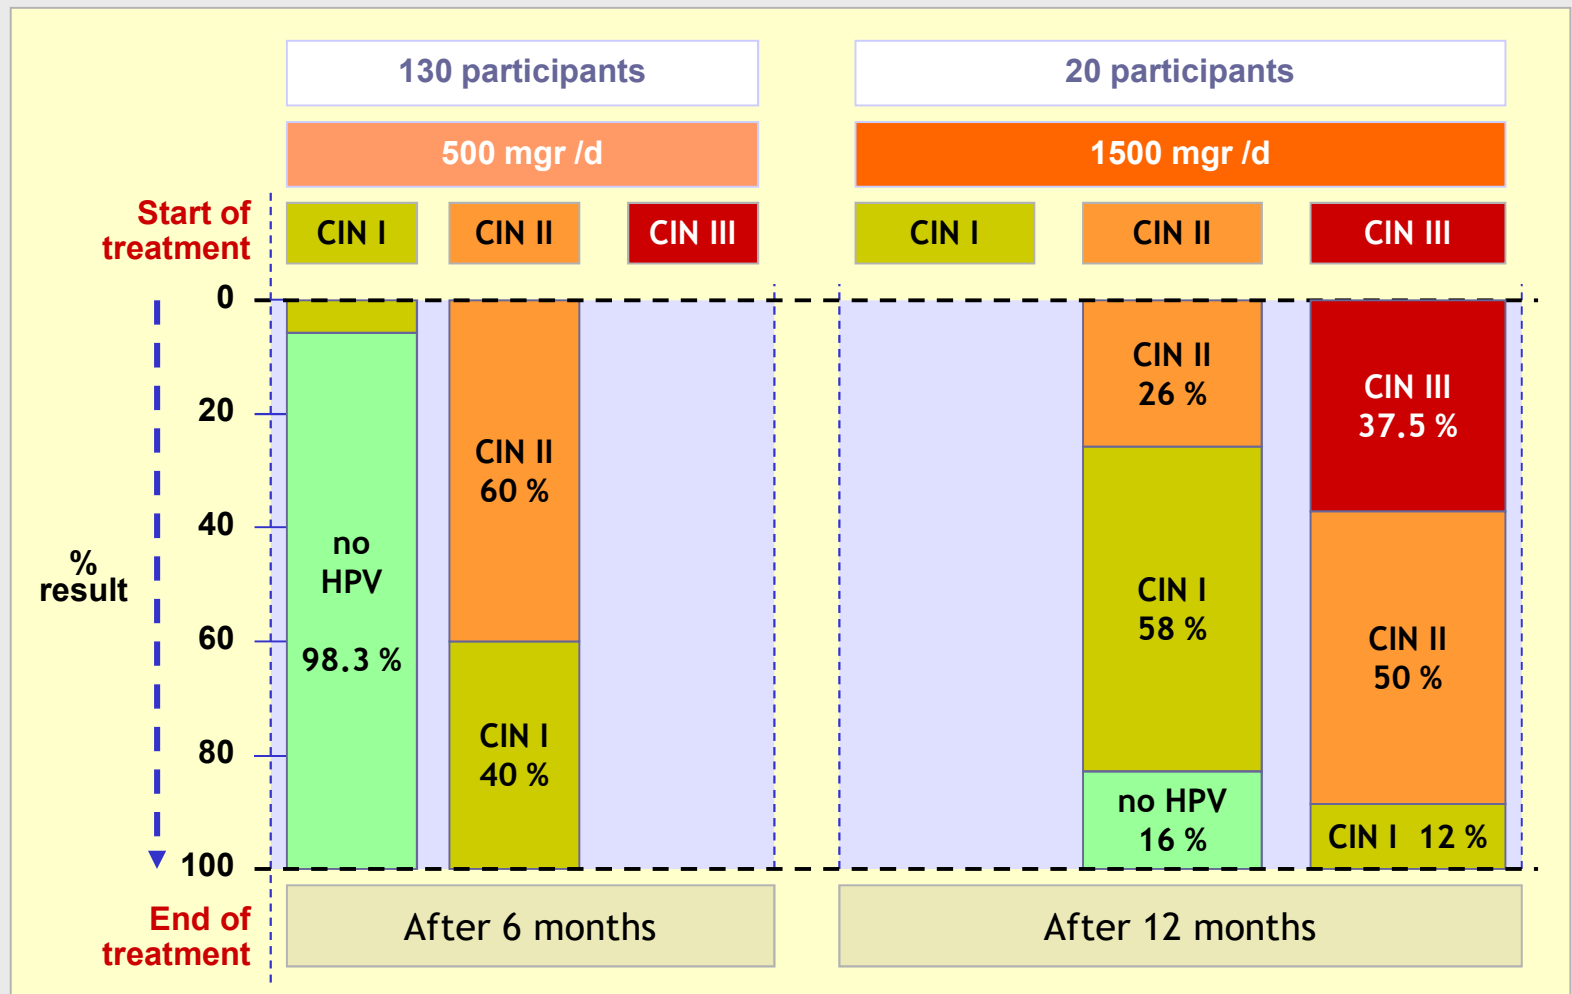 130 participants
20 participants
500 mgr /d
1500 mgr /d
Start of
treatment
CIN I
CIN II
CIN III
CIN I
CIN II
CIN III
0
20
40
60
80
100
%
result
no
HPV
98.3 %
CIN II
60 %
CIN I
40 %
CIN II
26 %
CIN I
58 %
no HPV
16 %
CIN III
37.5 %
CIN II
50 %
CIN I 12 %
End of
treatment
After 6 months
After 12 months